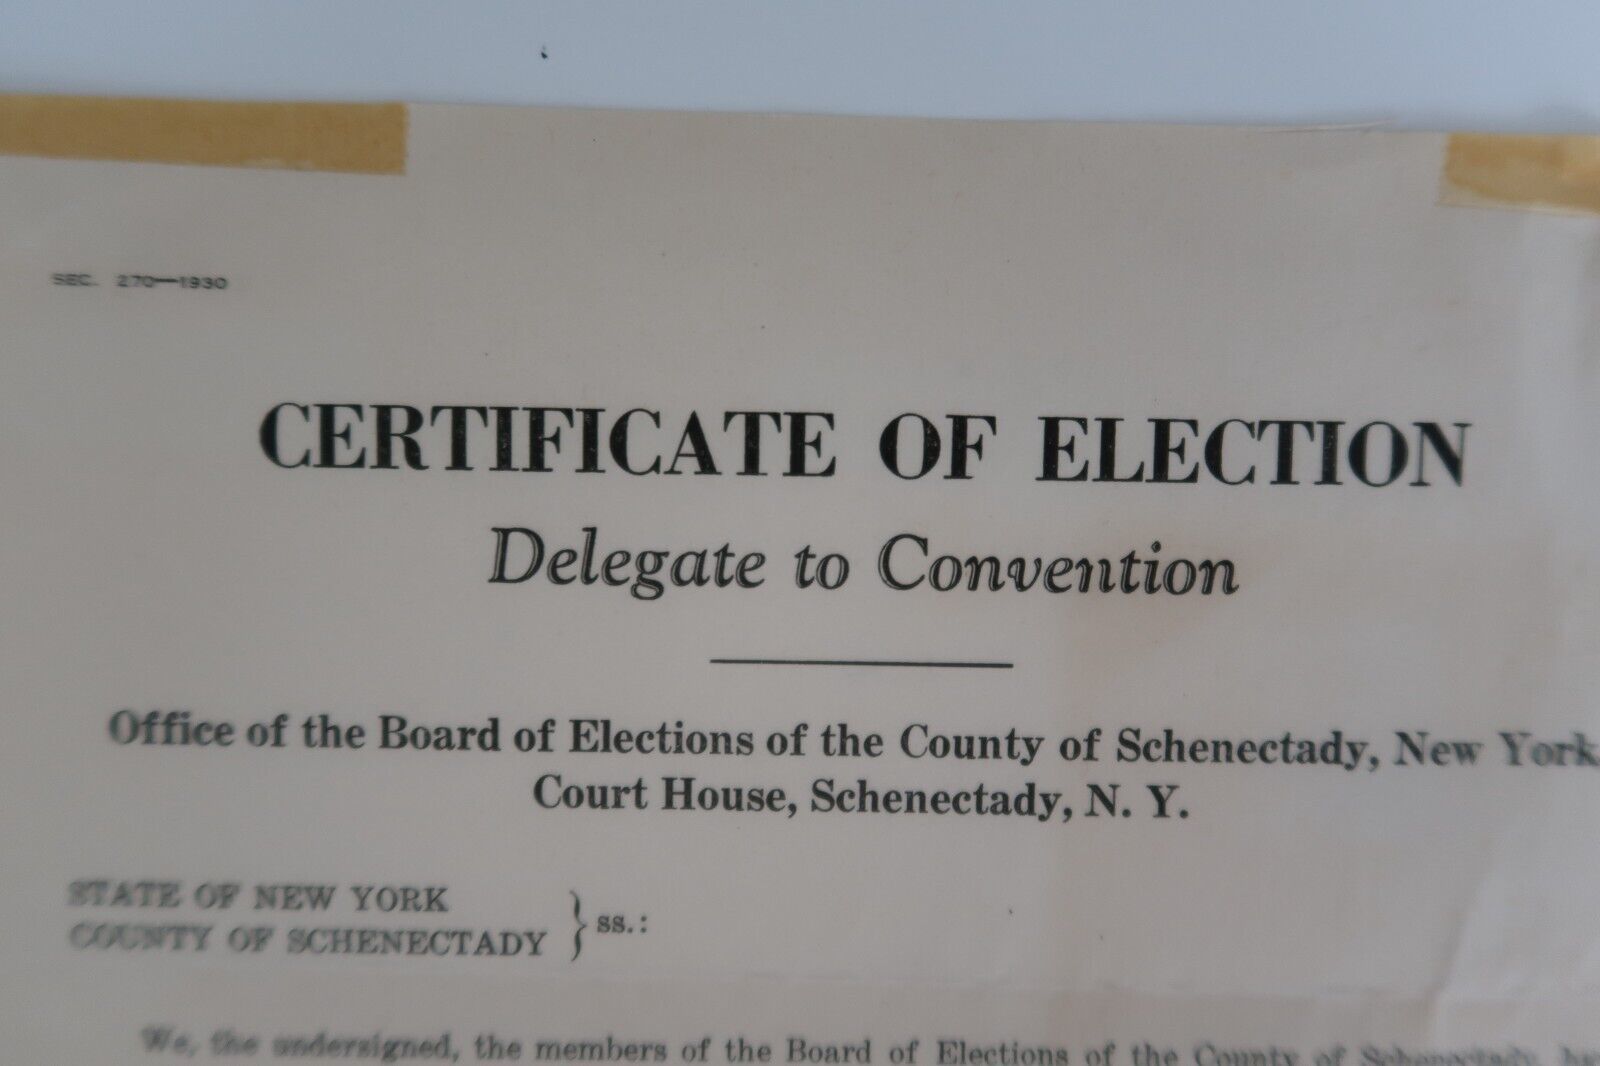 SEC. 270—1930
CERTIFICATE OF ELECTION
Delegate to Convention
Office of the Board of Elections of the County of Schenectady, New York
Court House, Schenectady, N. Y.
STATE OF NEW YORK
COUNTY OF SCHENECTADY } ss.:
We, the undersigned, the members of the Board of Elections of the County of Schenectady,